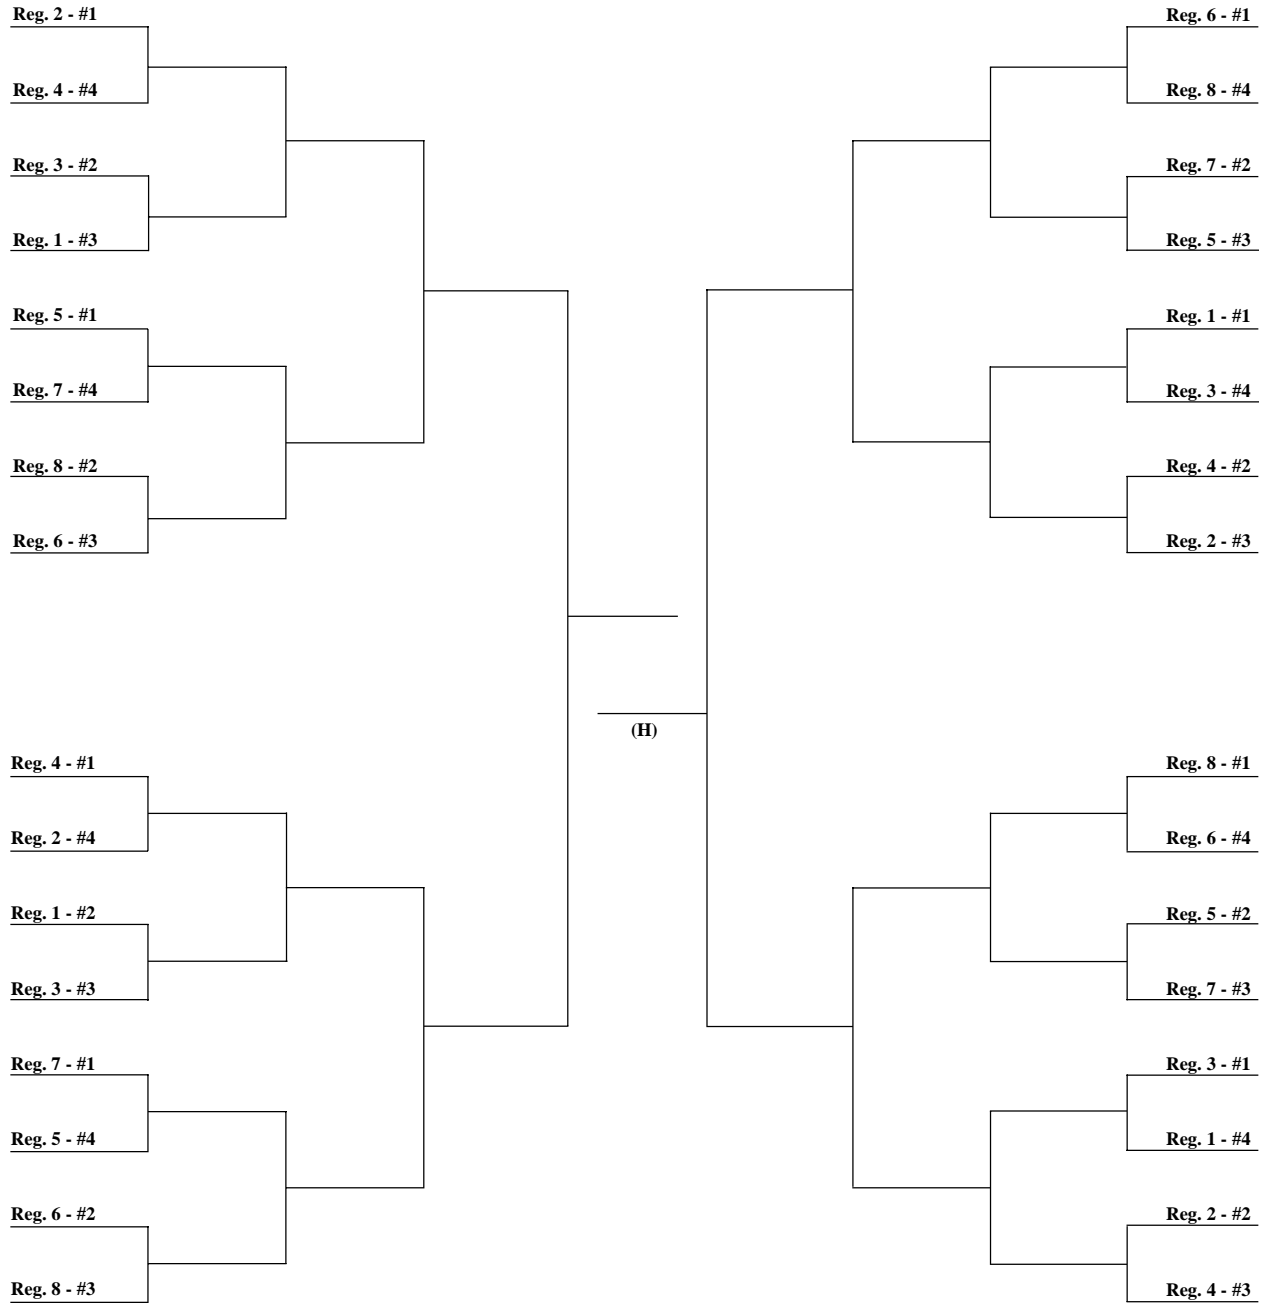 Reg. 2 - #1
Reg. 4 - #4
Reg. 3 - #2
Reg. 1 - #3
Reg. 5 - #1
Reg. 7 - #4
Reg. 8 - #2
Reg. 6 - #3
Reg. 4 - #1
Reg. 2 - #4
Reg. 1 - #2
Reg. 3 - #3
Reg. 7 - #1
Reg. 5 - #4
Reg. 6 - #2
Reg. 8 - #3
(H)
Reg. 6 - #1
Reg. 8 - #4
Reg. 7 - #2
Reg. 5 - #3
Reg. 1 - #1
Reg. 3 - #4
Reg. 4 - #2
Reg. 2 - #3
Reg. 8 - #1
Reg. 6 - #4
Reg. 5 - #2
Reg. 7 - #3
Reg. 3 - #1
Reg. 1 - #4
Reg. 2 - #2
Reg. 4 - #3